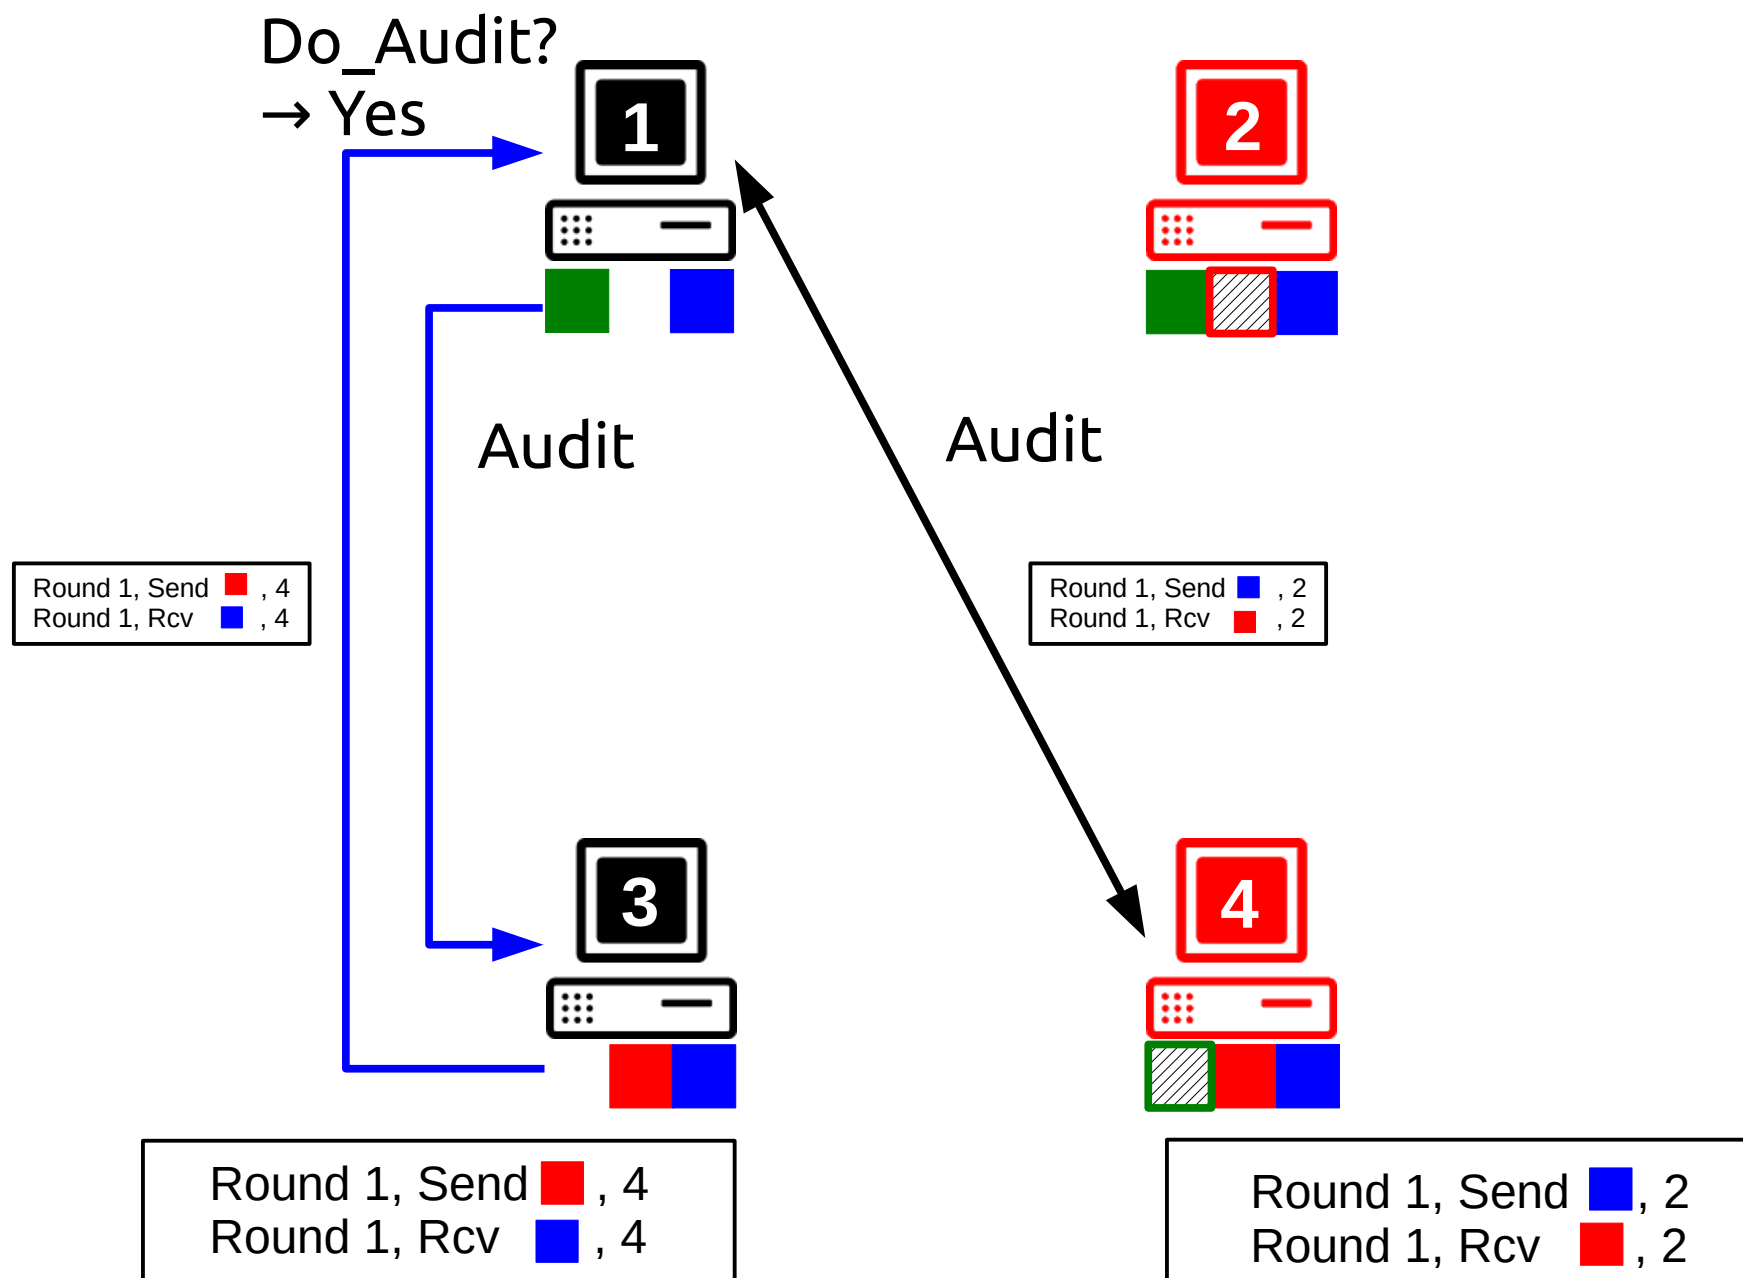 Do_Audit?
→ Yes
1
2
Audit
Audit
Round 1, Send , 4
Round 1, Rcv , 4
Round 1, Send , 2
Round 1, Rcv , 2
3
4
Round 1, Send , 4
Round 1, Rcv , 4
Round 1, Send , 2
Round 1, Rcv , 2